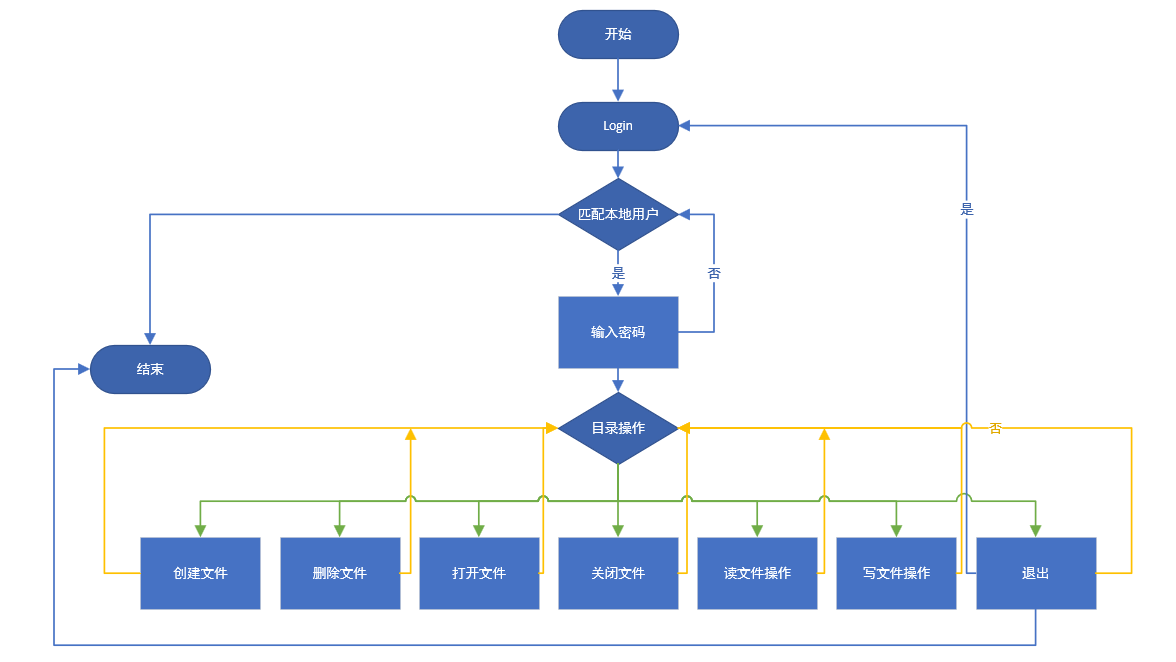 开始
Login
是
匹配本地用户
是
否
输入密码
结束
目录操作
否
创建文件
删除文件
打开文件
关闭文件
读文件操作
写文件操作
退出